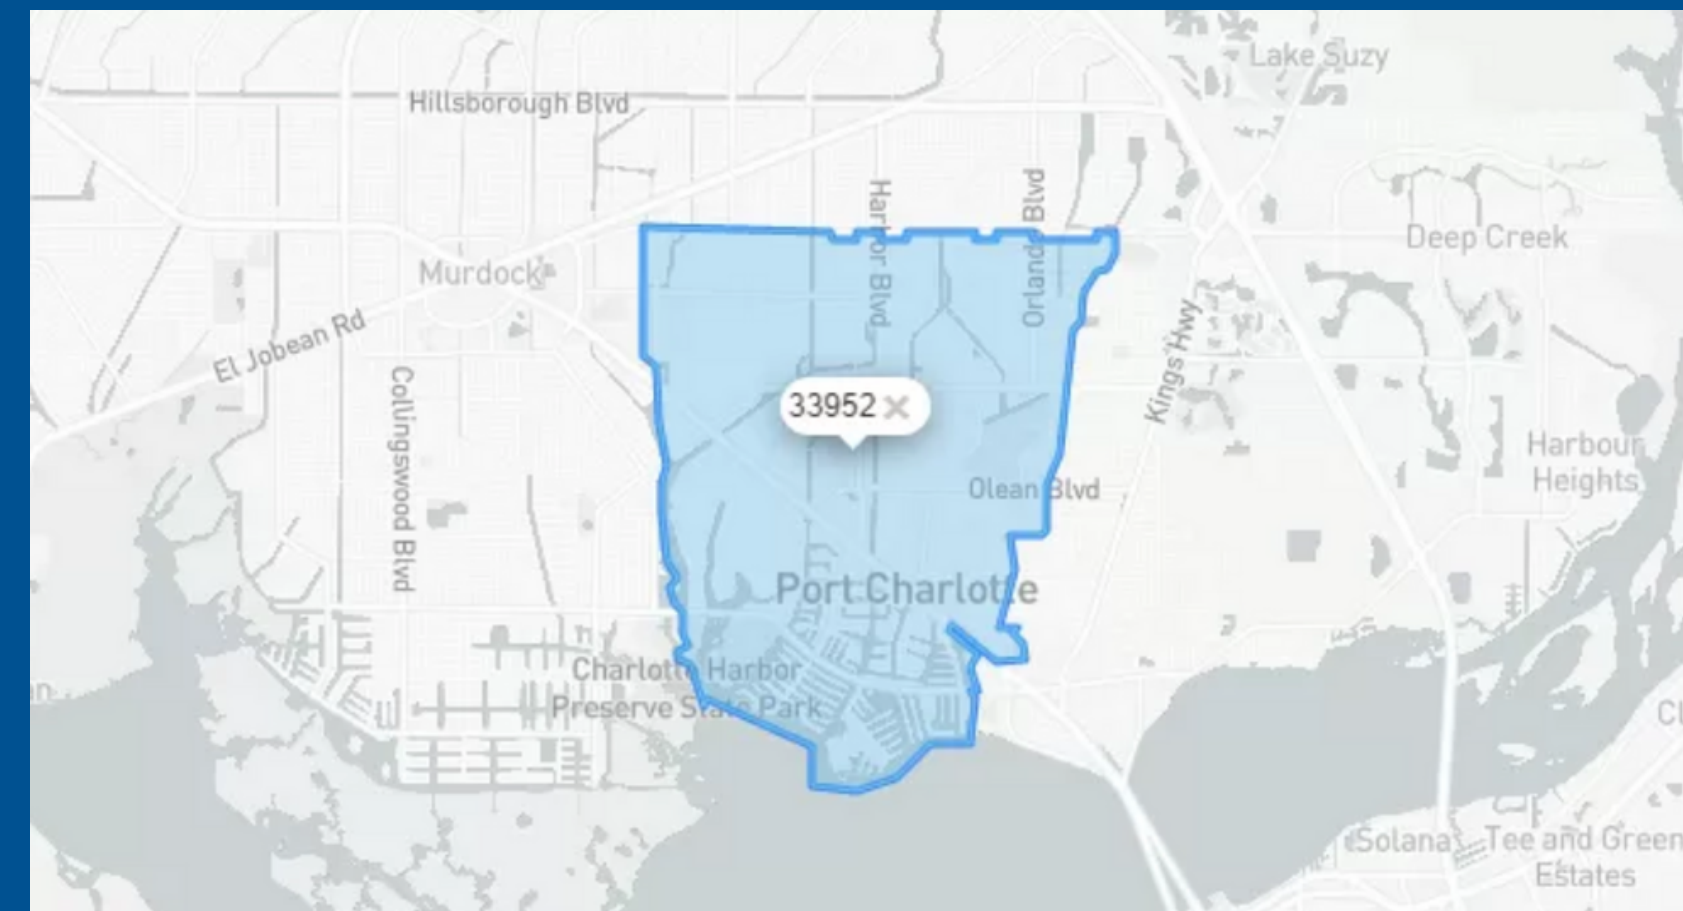 Lake Suzy
Hillsborough Blvd
Harbor Blvd
Orlando Blvd
Deep Creek
Murdock
El Jobean Rd
Kings Hwy
Collingswood Blvd
33952
Harbour
Heights
Olean Blvd
Port Charlotte
Charlotte Harbor
Preserve State Park
Solana
Tee and Green
Estates